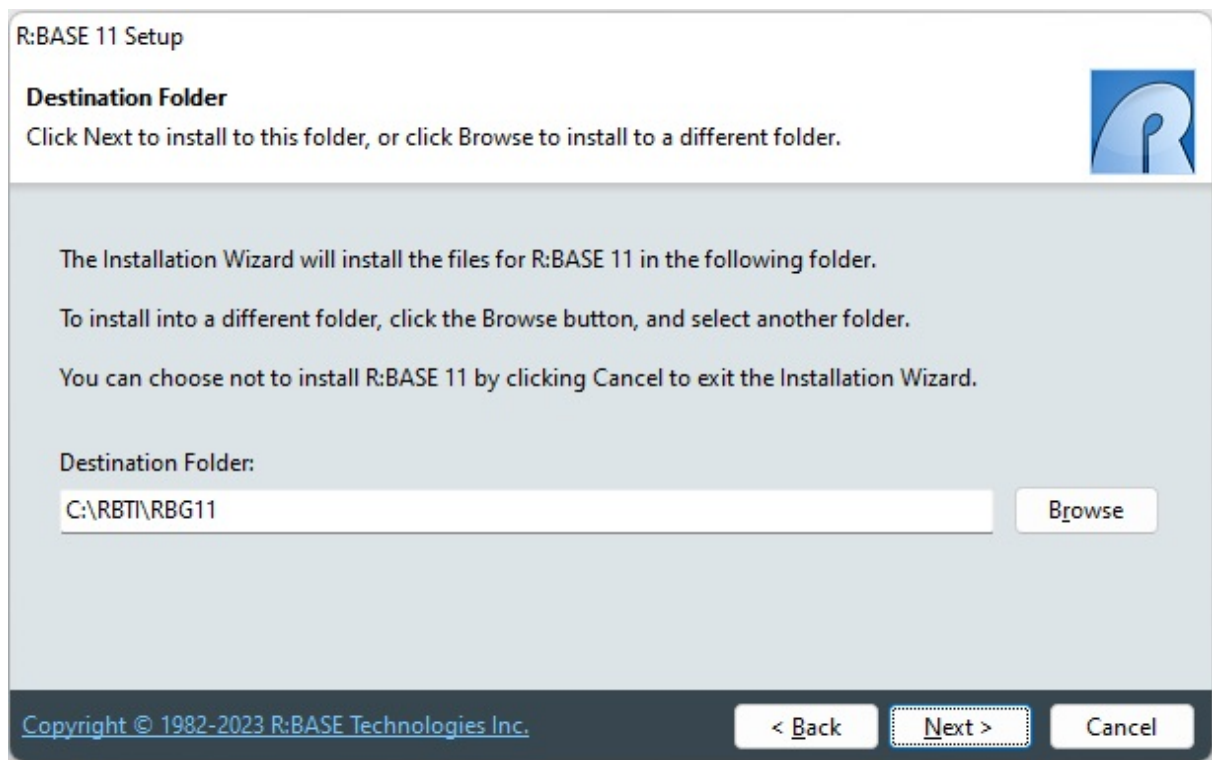 R:BASE 11 Setup
Destination Folder
Click Next to install to this folder, or click Browse to install to a different folder.
The Installation Wizard will install the files for R:BASE 11 in the following folder.
To install into a different folder, click the Browse button, and select another folder.
You can choose not to install R:BASE 11 by clicking Cancel to exit the Installation Wizard.
Destination Folder:
C:\RBTI\RBG11
Browse
Copyright © 1982-2023 R:BASE Technologies Inc.
< Back
Next >
Cancel